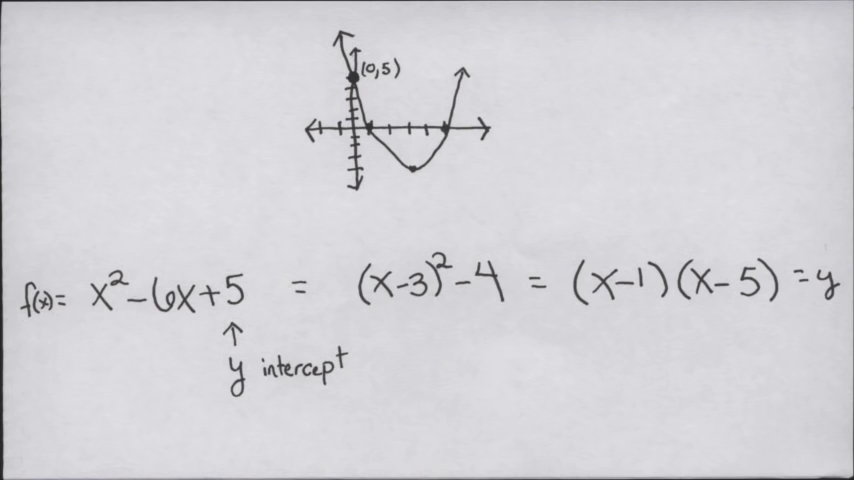 (0,5)
f(x)= x²-6x+5 = (x-3)²-4 = (x-1)(x-5) =y
↑
y intercept